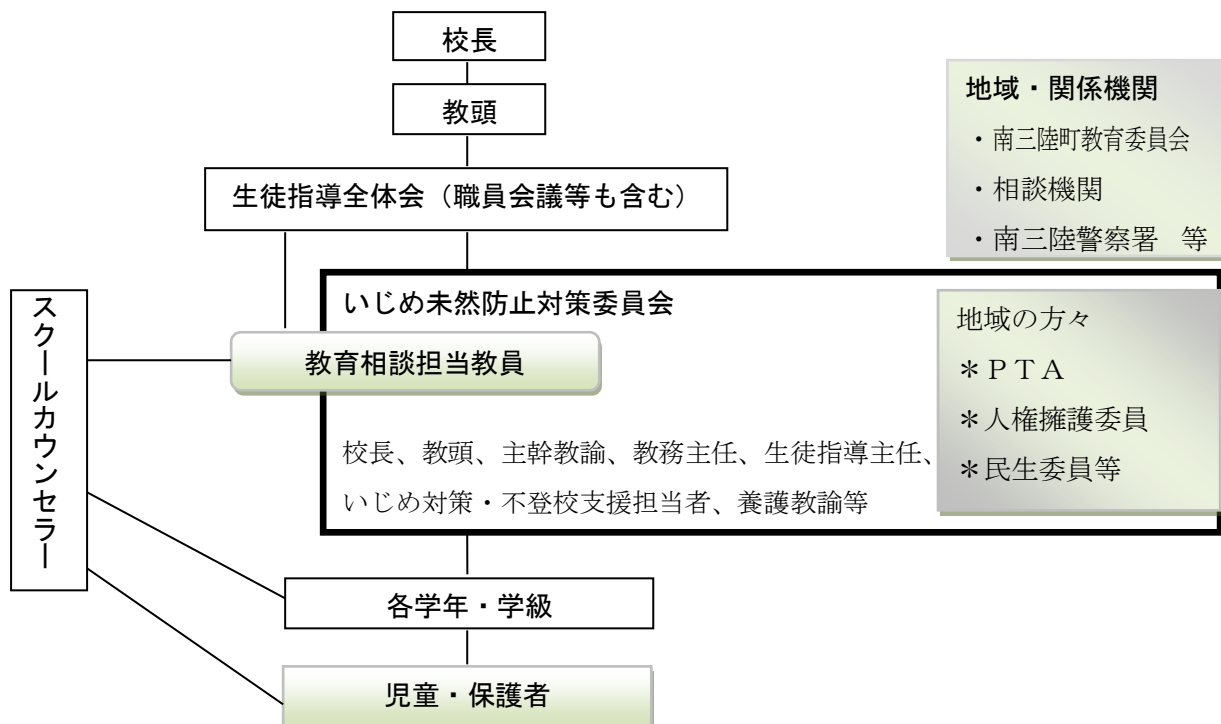 校長
教頭
生徒指導全体会（職員会議等も含む）
地域・関係機関
・南三陸町教育委員会
・相談機関
・南三陸警察署　等
スクールカウンセラー
いじめ未然防止対策委員会
教育相談担当教員
校長、教頭、主幹教諭、教務主任、生徒指導主任、
いじめ対策・不登校支援担当者、養護教諭等
地域の方々
＊ＰＴＡ
＊人権擁護委員
＊民生委員等
各学年・学級
児童・保護者